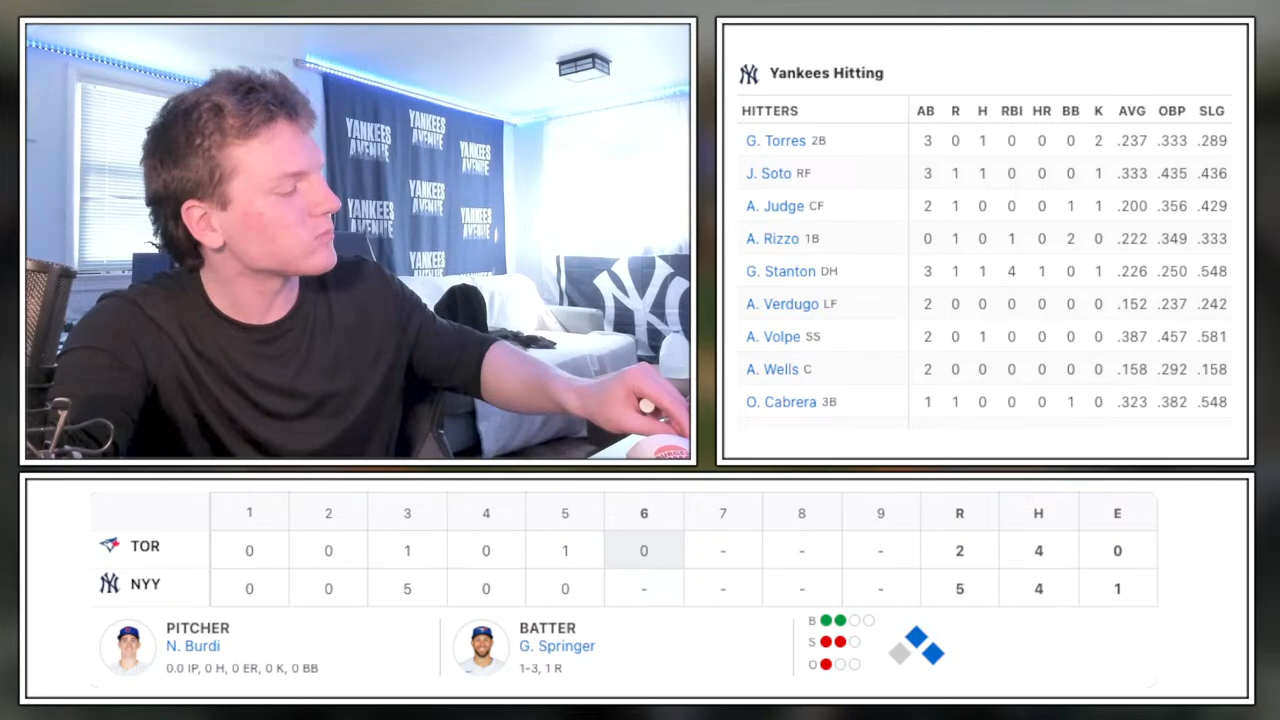 YANKEES AVENUE
YANKEES AVENUE
YANKEES AVENUE
YANKEES AVENUE
YANKEES AVENUE
YANKEES AVENUE
YANKEES
Yankees Hitting
HITTERS AB R H RBI HR BB K AVG OBP SLG
G. Torres 2B 3 0 1 0 0 0 2 .237 .333 .289
J. Soto RF 3 1 1 0 0 0 1 .333 .435 .436
A. Judge CF 2 1 0 0 0 1 1 .200 .356 .429
A. Rizzo 1B 0 1 0 1 0 2 0 .222 .349 .333
G. Stanton DH 3 1 1 4 1 0 1 .226 .250 .548
A. Verdugo LF 2 0 0 0 0 0 0 .152 .237 .242
A. Volpe SS 2 0 1 0 0 0 0 .387 .457 .581
A. Wells C 2 0 0 0 0 0 0 .158 .292 .158
O. Cabrera 3B 1 1 0 0 0 1 0 .323 .382 .548
1 2 3 4 5 6 7 8 9 R H E
TOR 0 0 1 0 1 0 - - - 2 4 0
NYY 0 0 5 0 0 - - - - 5 4 1
PITCHER
N. Burdi
0.0 IP, 0 H, 0 ER, 0 K, 0 BB
BATTER
G. Springer
1-3, 1 R
B
S
O